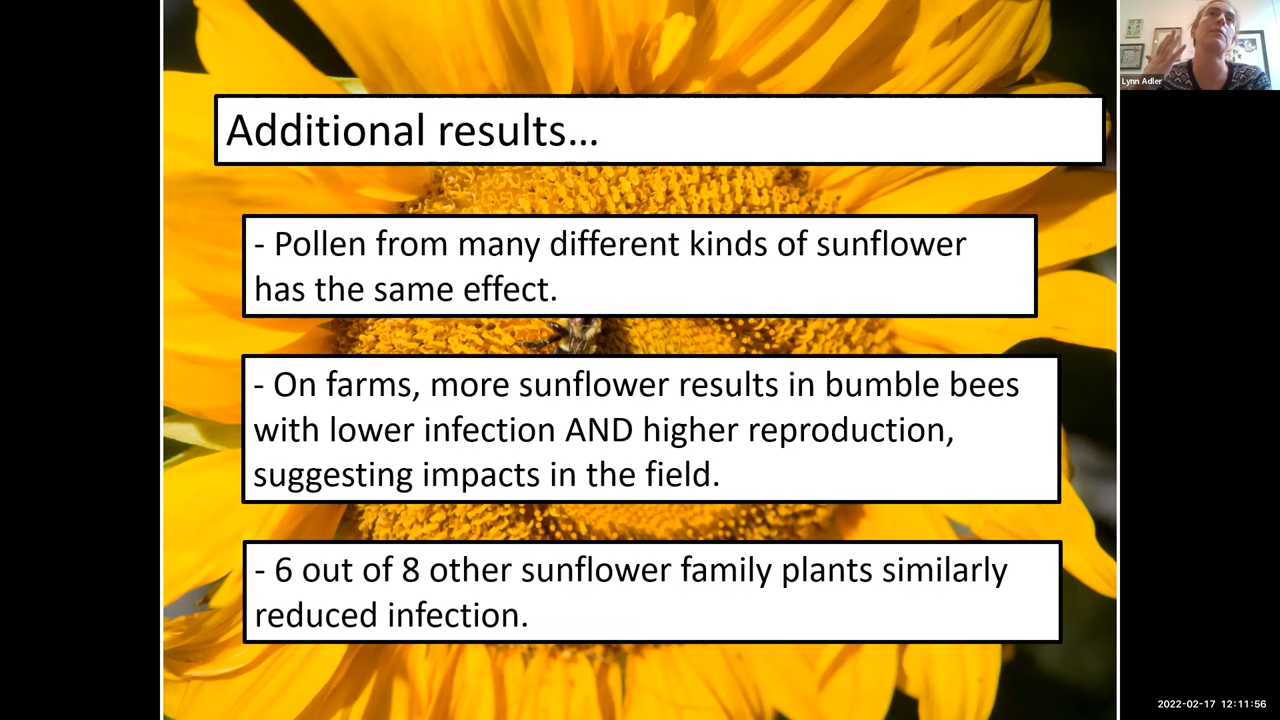 Lynn Adler
Additional results...
- Pollen from many different kinds of sunflower
has the same effect.
- On farms, more sunflower results in bumble bees
with lower infection AND higher reproduction,
suggesting impacts in the field.
- 6 out of 8 other sunflower family plants similarly
reduced infection.
2022-02-17 12:11:56